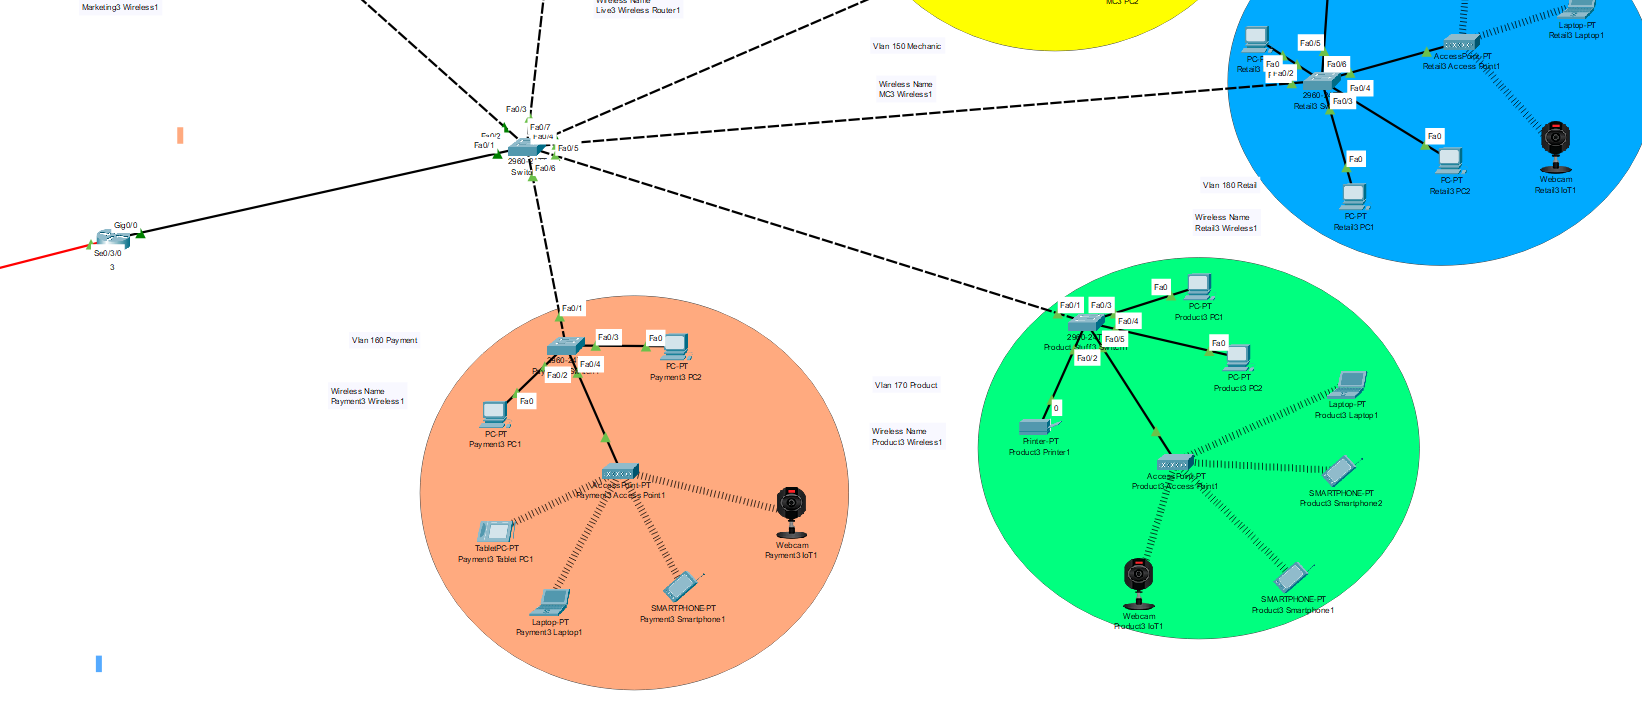 Marketing3 Wireless1
Live3 Wireless Router1
MC3 PC2
Vlan 150 Mechanic
Wireless Name
MC3 Wireless1
Laptop-PT
Retail3 Laptop1
Fa0/5
Fa0
Fa0/2
Fa0/6
AccessPoint-PT
Retail3 Access Point1
Fa0/4
Fa0/3
Fa0
PC-PT
Retail3 PC2
Fa0
PC-PT
Retail3 PC1
Webcam
Retail3 IoT1
Vlan 180 Retail
Wireless Name
Retail3 Wireless1
Fa0/3
Fa0/7
Fa0/2
Fa0/4
Fa0/1
Fa0/5
Fa0/6
Gig0/0
Se0/3/0
3
Fa0/1
Fa0/3
Fa0
PC-PT
Payment3 PC2
Fa0/4
Fa0/2
Fa0
PC-PT
Payment3 PC1
Vlan 160 Payment
Wireless Name
Payment3 Wireless1
AccessPoint-PT
Payment3 Access Point1
TabletPC-PT
Payment3 Tablet PC1
Laptop-PT
Payment3 Laptop1
SMARTPHONE-PT
Payment3 Smartphone1
Webcam
Payment3 IoT1
Vlan 170 Product
Wireless Name
Product3 Wireless1
Fa0/1
Fa0/3
Fa0
PC-PT
Product3 PC1
Fa0/4
Fa0/5
Fa0/2
Fa0
PC-PT
Product3 PC2
0
Printer-PT
Product3 Printer1
Laptop-PT
Product3 Laptop1
AccessPoint-PT
Product3 Access Point1
SMARTPHONE-PT
Product3 Smartphone2
SMARTPHONE-PT
Product3 Smartphone1
Webcam
Product3 IoT1